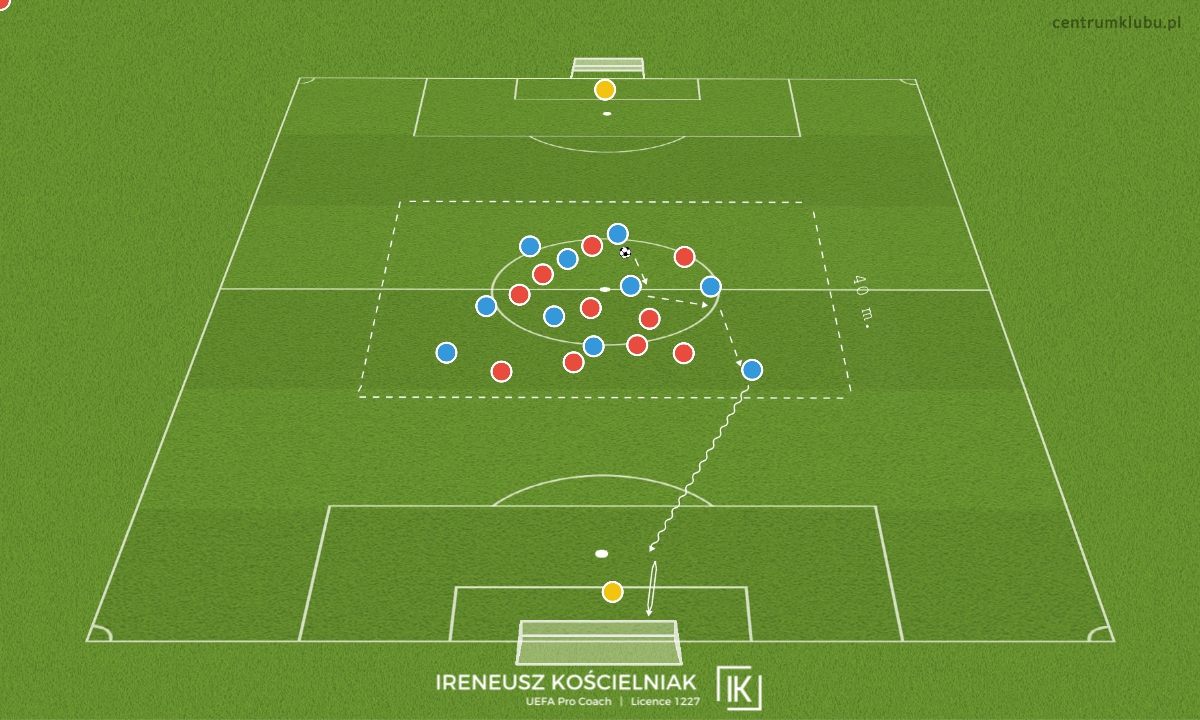 centrumklubu.pl
40 m.
IRENEUSZ KOŚCIELNIAK
UEFA Pro Coach | Licence 1227
IK